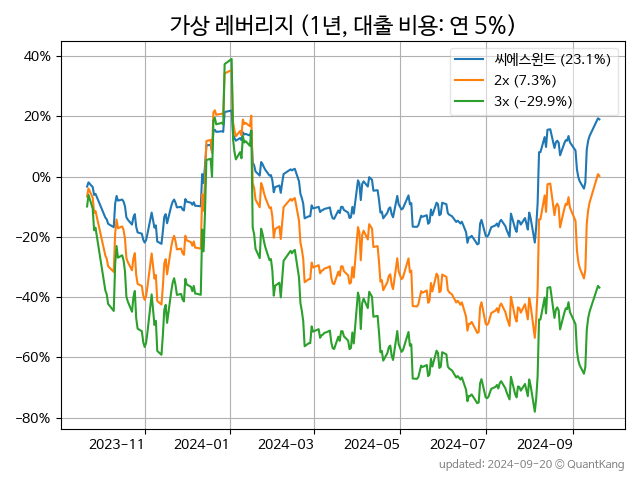 가상 레버리지 (1년, 대출 비용: 연 5%)
씨에스윈드 (23.1%)
2x (7.3%)
3x (−29.9%)
40%
20%
0%
−20%
−40%
−60%
−80%
2023-11
2024-01
2024-03
2024-05
2024-07
2024-09
updated: 2024-09-20 © QuantKang